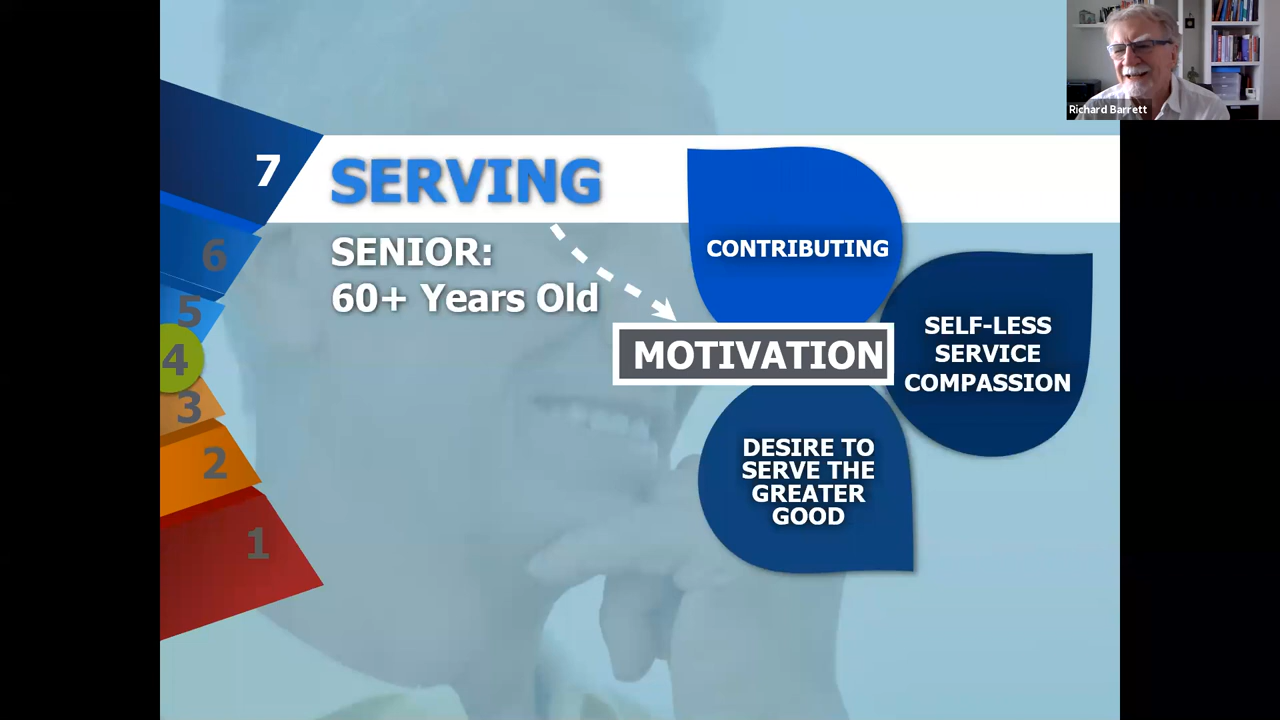 Richard Barrett
7
SERVING
SENIOR:
60+ Years Old
6
5
4
3
2
1
CONTRIBUTING
MOTIVATION
SELF-LESS
SERVICE
COMPASSION
DESIRE TO
SERVE THE
GREATER
GOOD